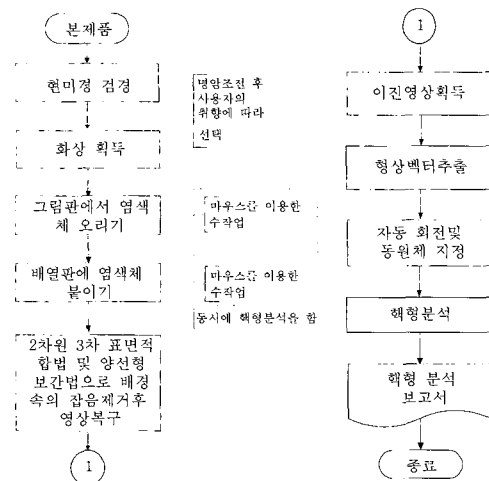 본제품
현미경 검경
화상 획득
그림판에서 염색
체 오리기
배열판에 염색체
붙이기
2차원 3차 표면적
합법 및 양선형
보간법으로 배경
속의 잡음제거후
영상복구
1
명암조전 후
사용자의
취향에 따라
선택
마우스를 이용한
수작업
마우스를 이용한
수작업
동시에 핵형분석을 함
1
이진영상획득
형상벡터추출
자동 회전및
동원체 지정
핵형분석
핵형 분석
보고서
종료